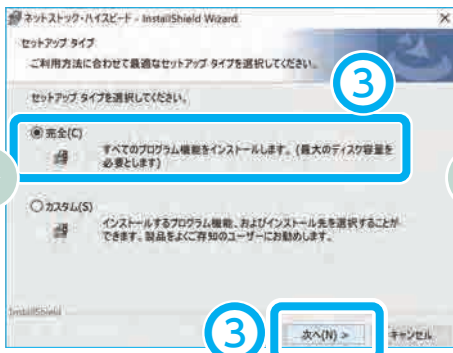 ネットストック・ハイスピード - InstallShield Wizard
セットアップ タイプ
ご利用方法に合わせて最適なセットアップ タイプを選択してください。
③
セットアップ タイプを選択してください。
完全(C)
すべてのプログラム機能をインストールします。(最大のディスク容量を
必要とします)
カスタム(S)
インストールするプログラム機能、およびインストール先を選択することが
できます。製品をよくご存知のユーザーにお勧めします。
InstallShield
③
次へ(N) >
キャンセル